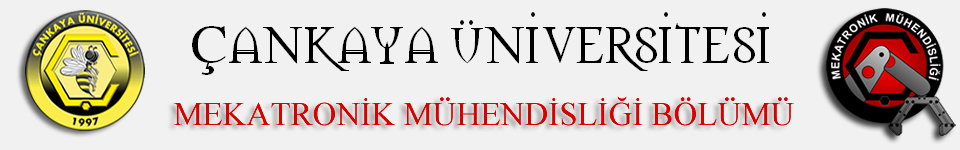 ÇANKAYA ÜNİVERSİTESİ
1997
ÇANKAYA ÜNİVERSİTESİ
MEKATRONİK MÜHENDİSLİĞİ BÖLÜMÜ
MEKATRONİK MÜHENDİSLİĞİ